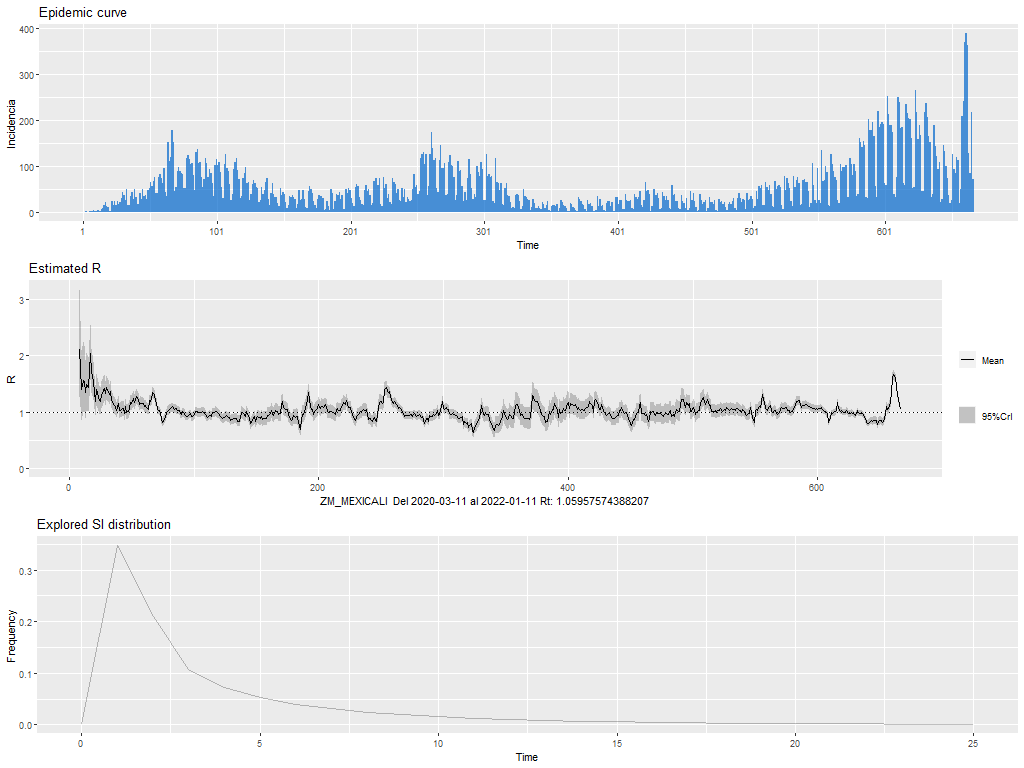 Epidemic curve
400
300
200
100
0
Incidencia
1
101
201
301
401
501
601
Time
Estimated R
3
2
1
0
R
Mean
95%CrI
0
200
400
600
ZM_MEXICALI Del 2020-03-11 al 2022-01-11 Rt: 1.05957574388207
Explored SI distribution
0.3
0.2
0.1
0.0
Frequency
0
5
10
15
20
25
Time